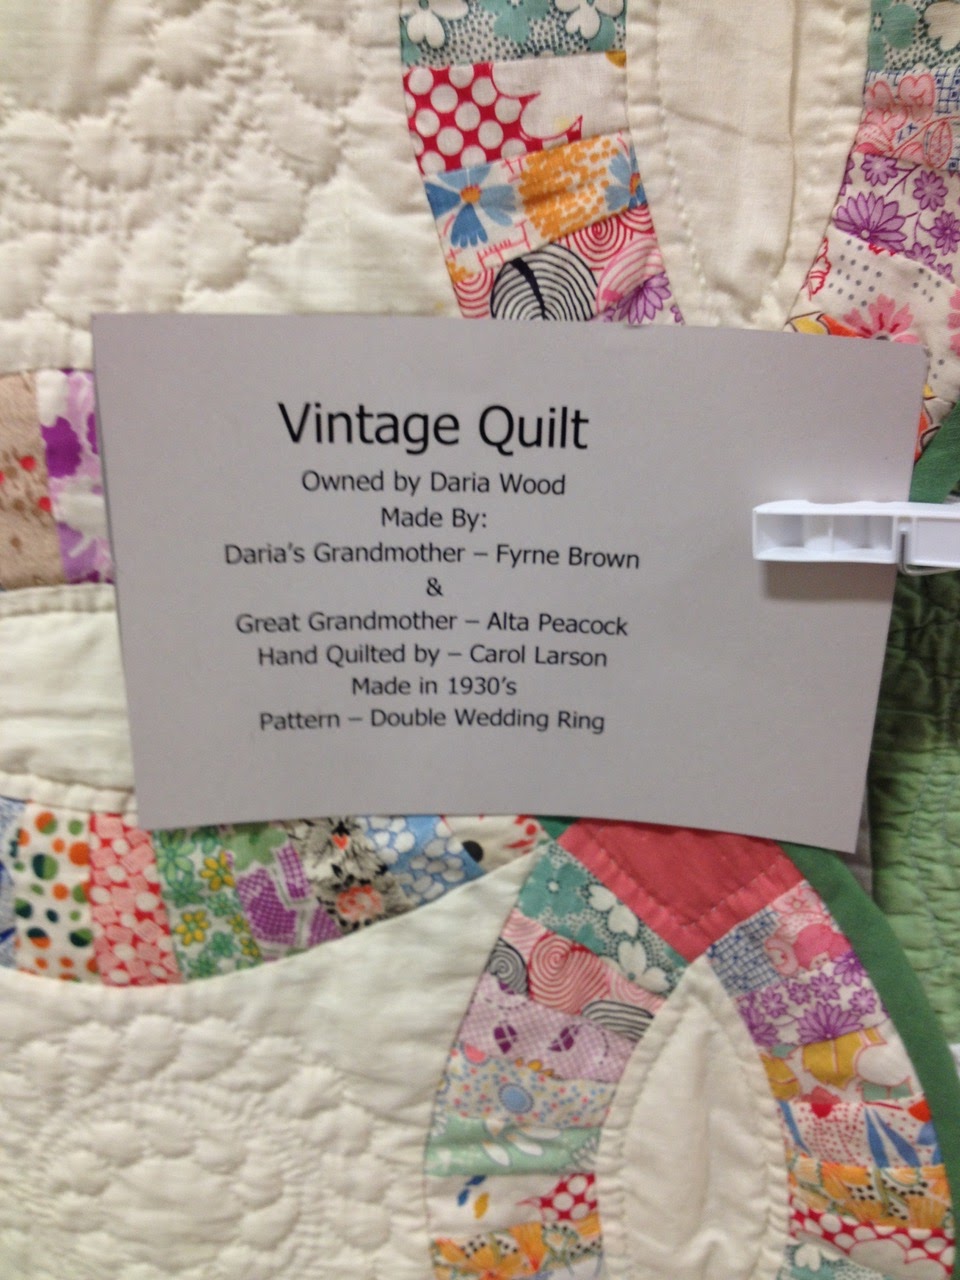 Vintage Quilt
Owned by Daria Wood
Made By:
Daria's Grandmother – Fyrne Brown
&
Great Grandmother – Alta Peacock
Hand Quilted by – Carol Larson
Made in 1930's
Pattern – Double Wedding Ring